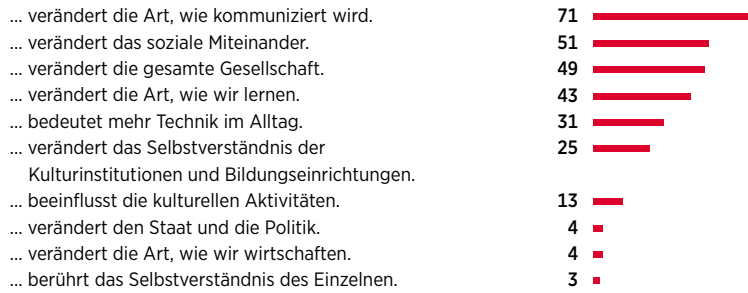 ... verändert die Art, wie kommuniziert wird. 71
... verändert das soziale Miteinander. 51
... verändert die gesamte Gesellschaft. 49
... verändert die Art, wie wir lernen. 43
... bedeutet mehr Technik im Alltag. 31
... verändert das Selbstverständnis der 25
Kulturinstitutionen und Bildungseinrichtungen.
... beeinflusst die kulturellen Aktivitäten. 13
... verändert den Staat und die Politik. 4
... verändert die Art, wie wir wirtschaften. 4
... berührt das Selbstverständnis des Einzelnen. 3